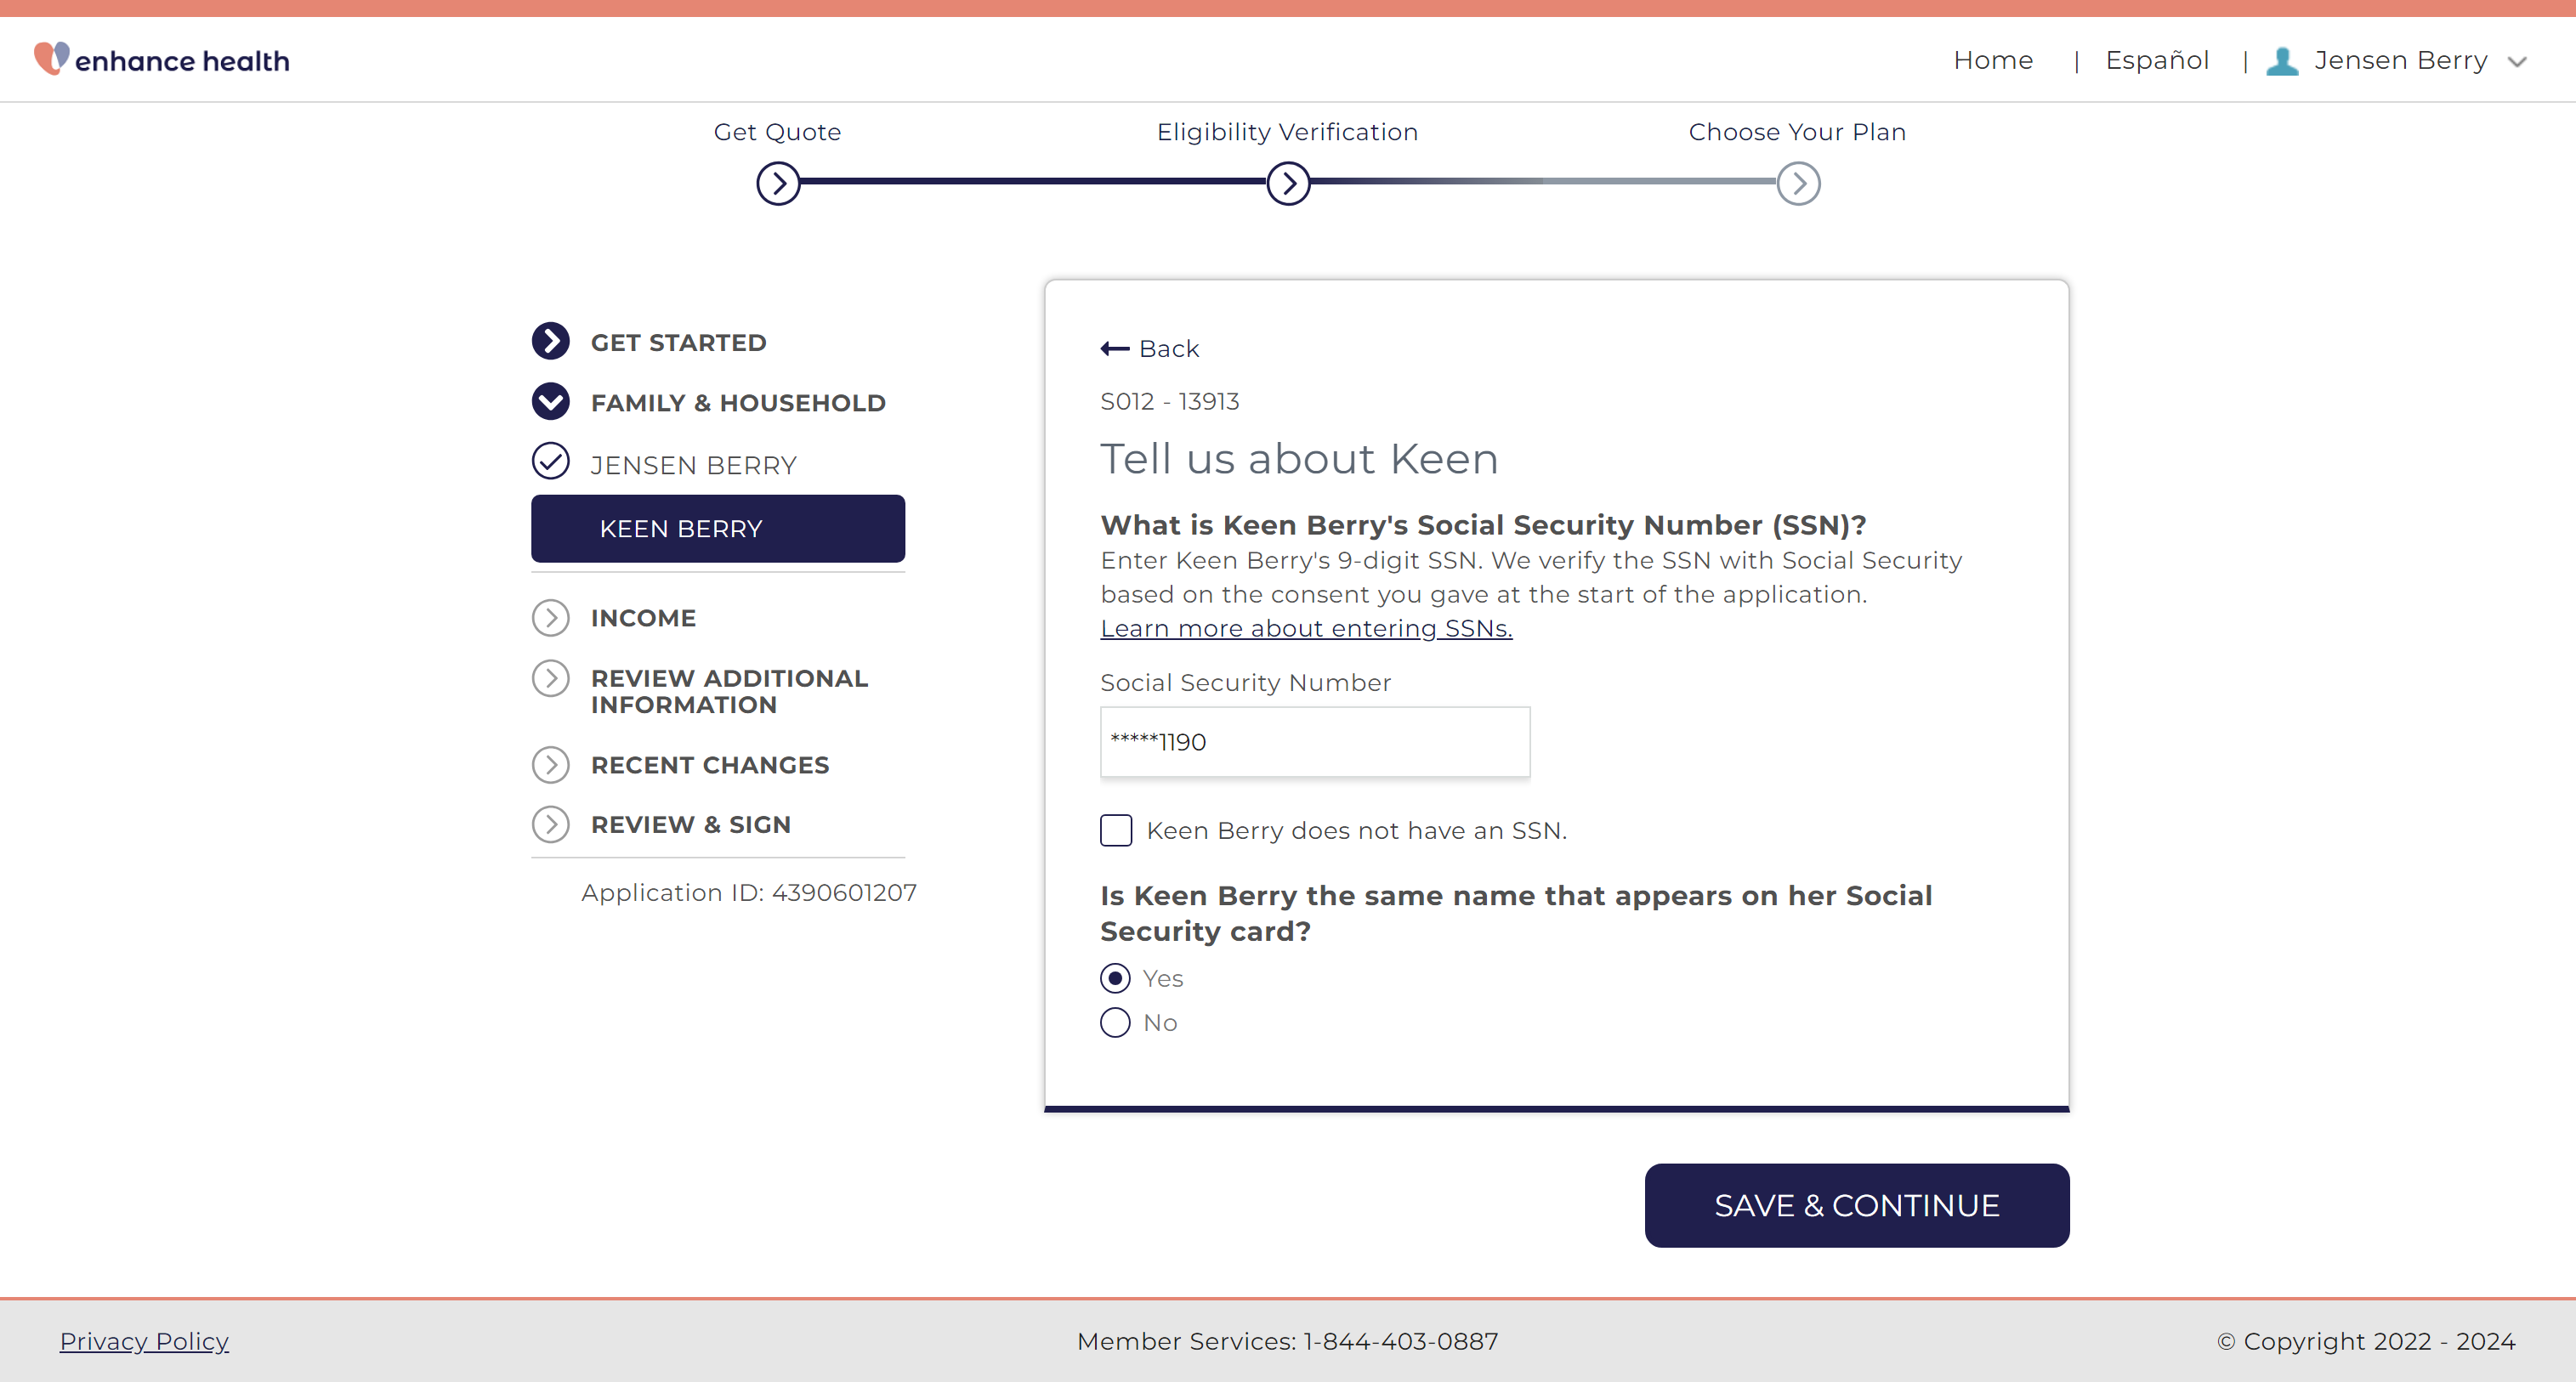 enhance health
Home | Español | Jensen Berry
Get Quote
Eligibility Verification
Choose Your Plan
GET STARTED
FAMILY & HOUSEHOLD
JENSEN BERRY
KEEN BERRY
INCOME
REVIEW ADDITIONAL
INFORMATION
RECENT CHANGES
REVIEW & SIGN
Application ID: 4390601207
Back
S012 - 13913
Tell us about Keen
What is Keen Berry's Social Security Number (SSN)?
Enter Keen Berry's 9-digit SSN. We verify the SSN with Social Security
based on the consent you gave at the start of the application.
Learn more about entering SSNs.
Social Security Number
*****1190
Keen Berry does not have an SSN.
Is Keen Berry the same name that appears on her Social
Security card?
Yes
No
SAVE & CONTINUE
Privacy Policy
Member Services: 1-844-403-0887
© Copyright 2022 - 2024